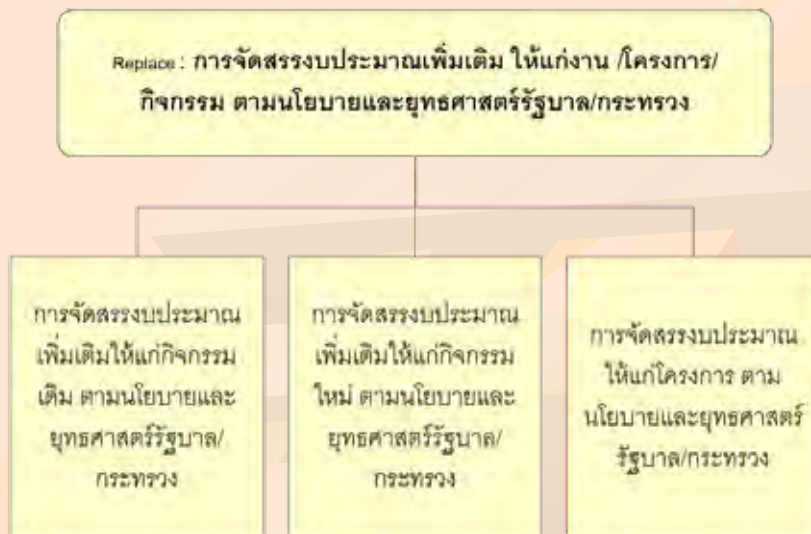 Replace : การจัดสรรงบประมาณเพิ่มเติม ให้แก่งาน /โครงการ/
กิจกรรม ตามนโยบายและยุทธศาสตร์รัฐบาล/กระทรวง
การจัดสรรงบประมาณ
เพิ่มเติมให้แก่กิจกรรม
เดิม ตามนโยบายและ
ยุทธศาสตร์รัฐบาล/
กระทรวง
การจัดสรรงบประมาณ
เพิ่มเติมให้แก่กิจกรรม
ใหม่ ตามนโยบายและ
ยุทธศาสตร์รัฐบาล/
กระทรวง
การจัดสรรงบประมาณ
ให้แก่โครงการ ตาม
นโยบายและยุทธศาสตร์
รัฐบาล/กระทรวง